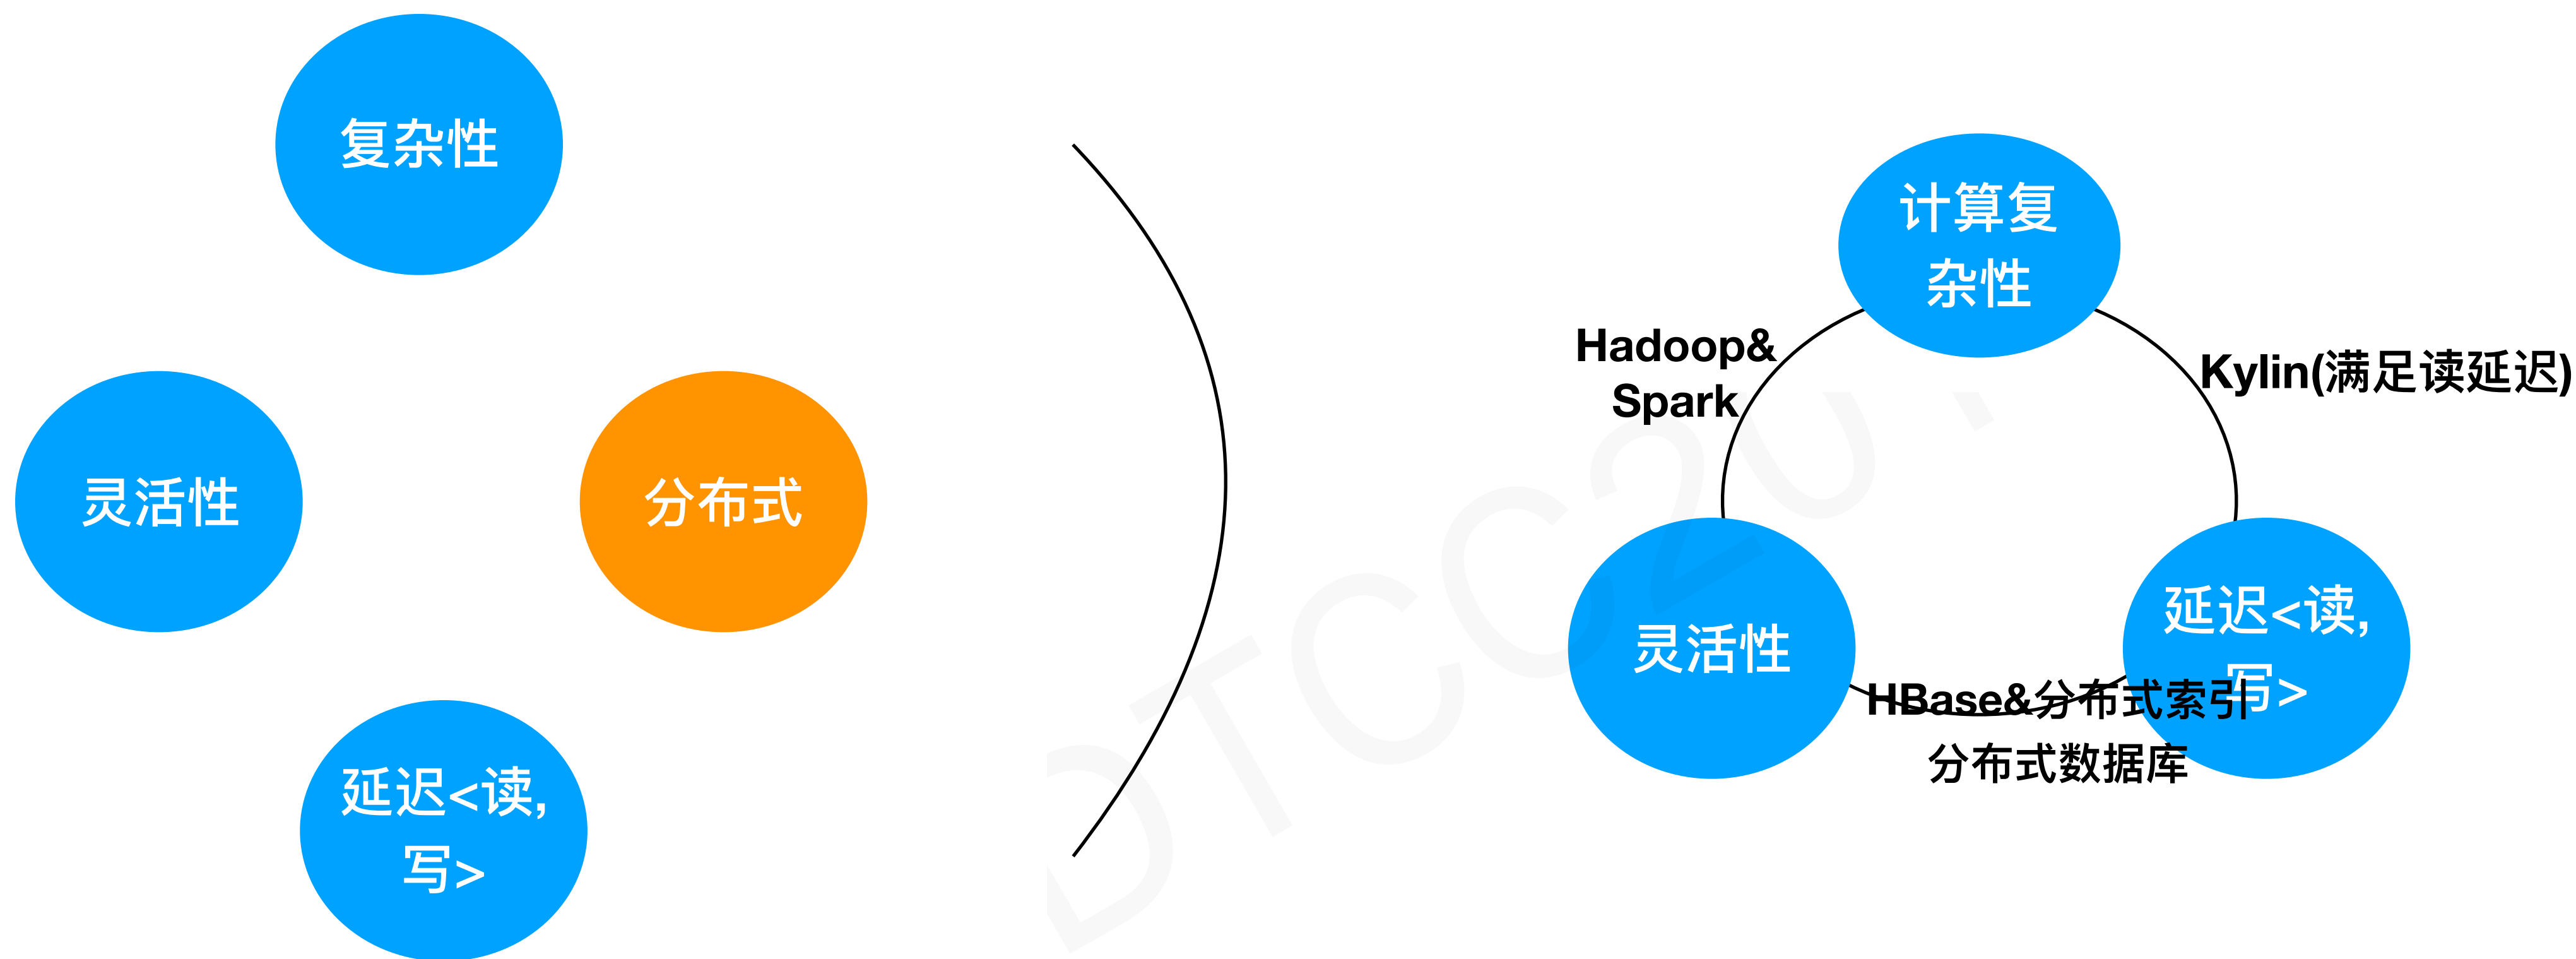 复杂性
灵活性
分布式
延迟<读,
写>
计算复
杂性
Hadoop&
Spark
Kylin(满足读延迟)
灵活性
延迟<读,
写>
HBase&分布式索引
分布式数据库